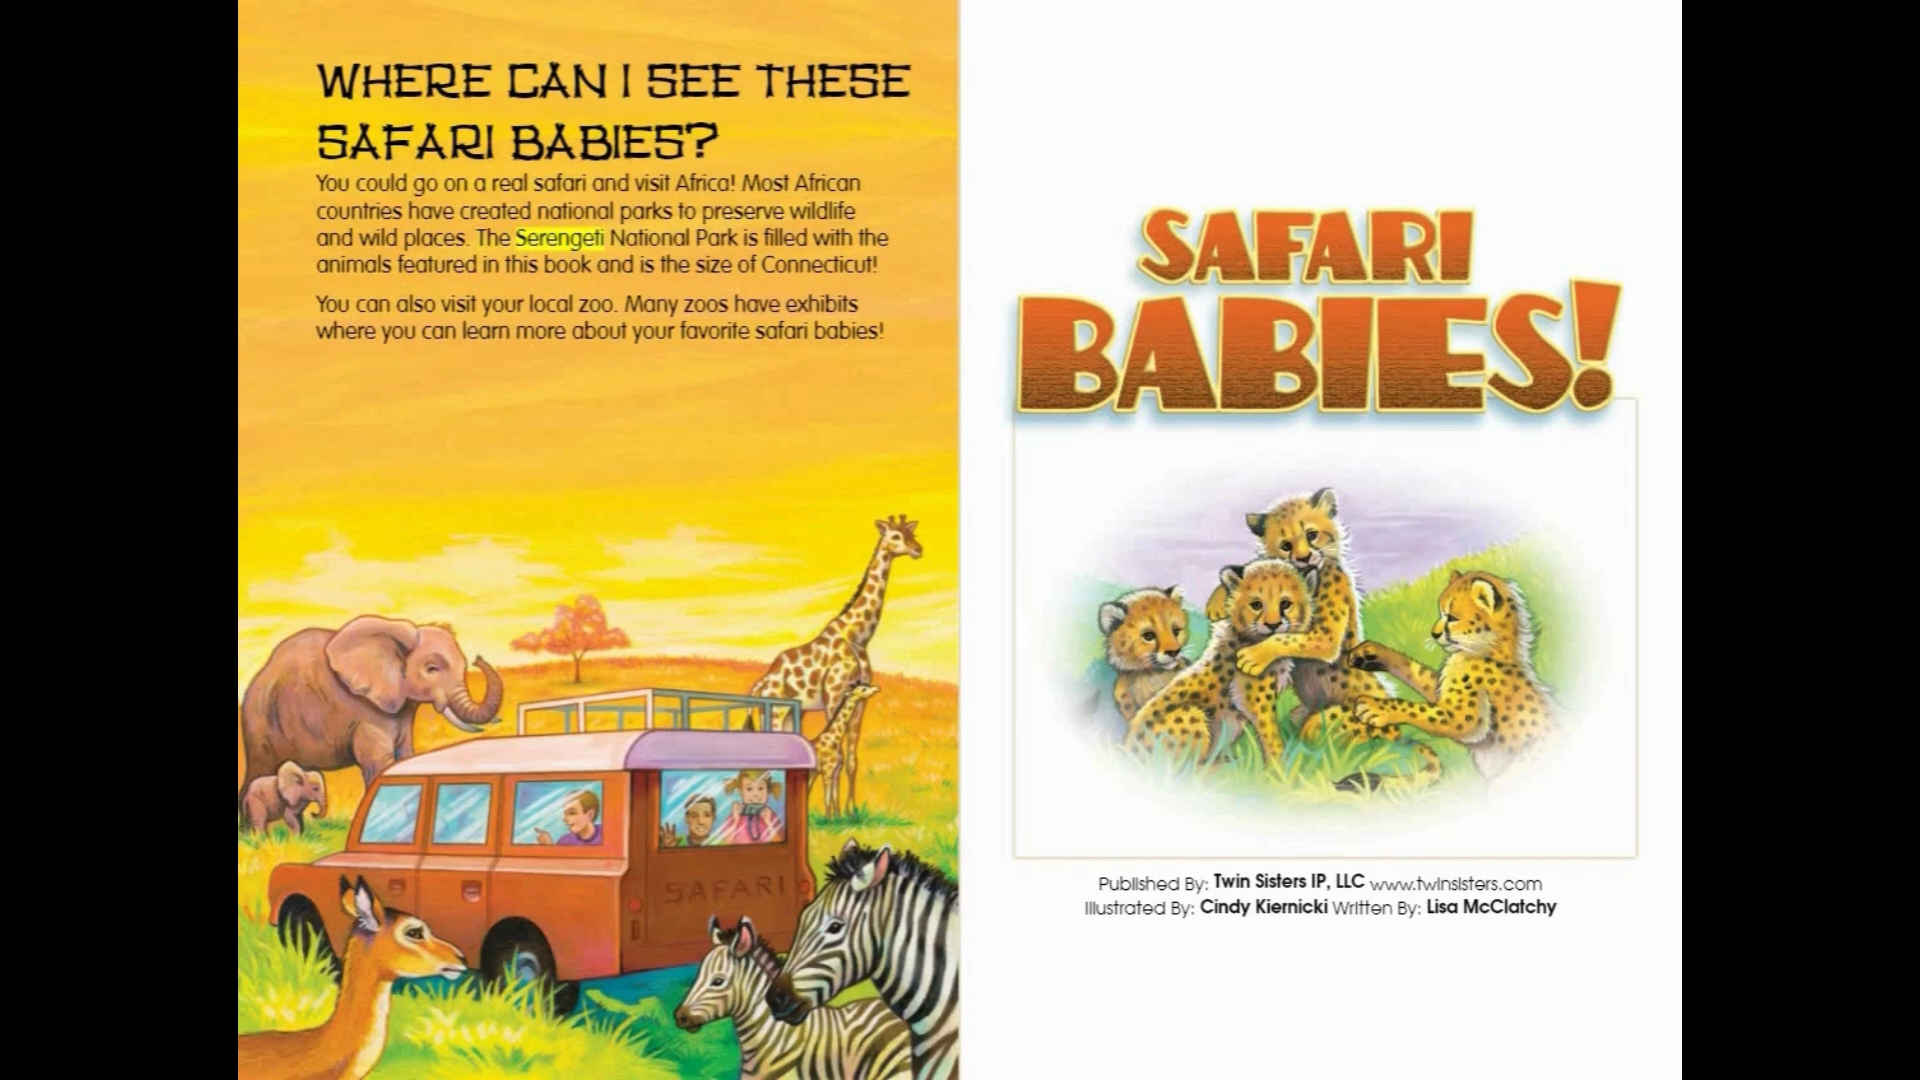 WHERE CAN I SEE THESE
SAFARI BABIES?
You could go on a real safari and visit Africa! Most African
countries have created national parks to preserve wildlife
and wild places. The Serengeti National Park is filled with the
animals featured in this book and is the size of Connecticut!
You can also visit your local zoo. Many zoos have exhibits
where you can learn more about your favorite safari babies!
SAFARI
SAFARI
BABIES!
Published By: Twin Sisters IP, LLC www.twinsisters.com
Illustrated By: Cindy Kiernicki Written By: Lisa McClatchy